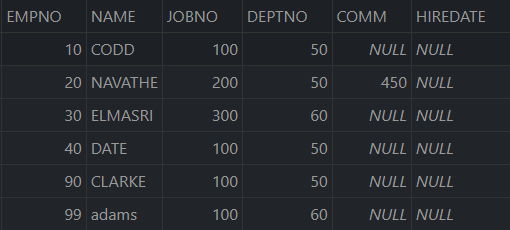 EMPNO NAME JOBNO DEPTNO COMM HIREDATE
10 CODD 100 50 NULL NULL
20 NAVATHE 200 50 450 NULL
30 ELMASRI 300 60 NULL NULL
40 DATE 100 50 NULL NULL
90 CLARKE 100 50 NULL NULL
99 adams 100 60 NULL NULL